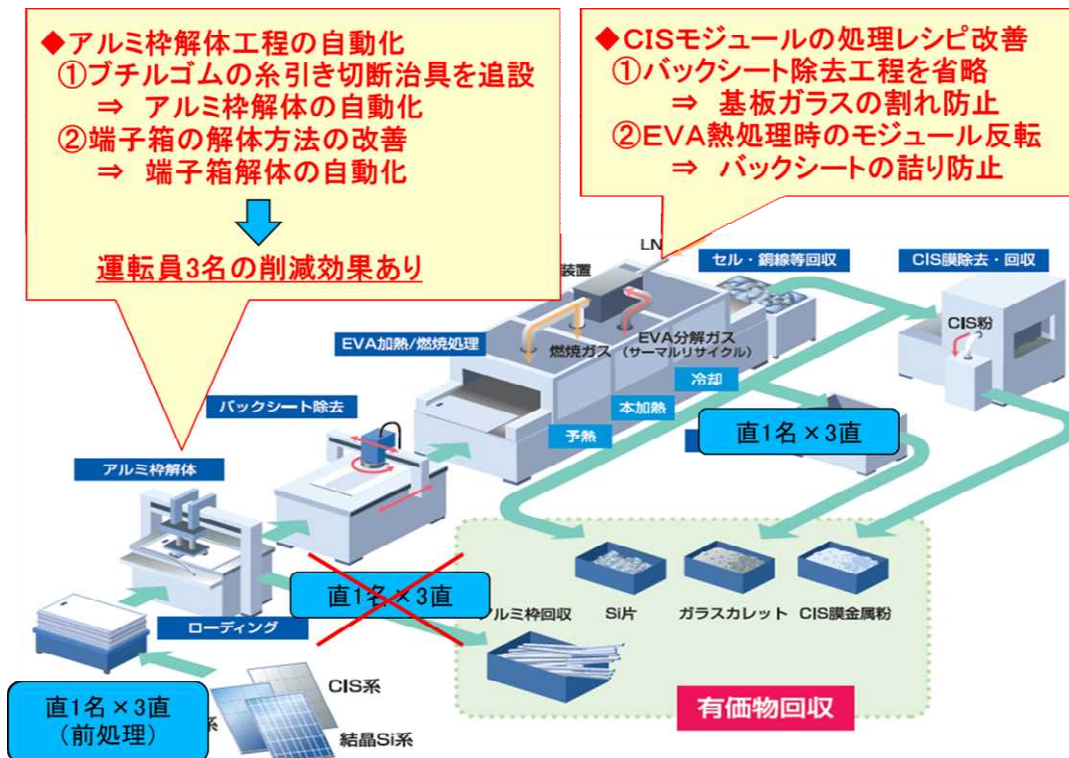 ◆アルミ枠解体工程の自動化
①ブチルゴムの糸引き切断治具を追設
⇒ アルミ枠解体の自動化
②端子箱の解体方法の改善
⇒ 端子箱解体の自動化
運転員3名の削減効果あり
◆CISモジュールの処理レシピ改善
①バックシート除去工程を省略
⇒ 基板ガラスの割れ防止
②EVA熱処理時のモジュール反転
⇒ バックシートの詰り防止
LN
装置
セル・銅線等回収
CIS膜除去・回収
CIS粉
EVA加熱/燃焼処理
燃焼ガス
EVA分解ガス
(サーマルリサイクル)
冷却
本加熱
予熱
バックシート除去
直1名×3直
アルミ枠解体
直1名×3直
アルミ枠回収
Si片
ガラスカレット
CIS膜金属粉
ローディング
CIS系
直1名×3直
(前処理)
系
結晶Si系
有価物回収